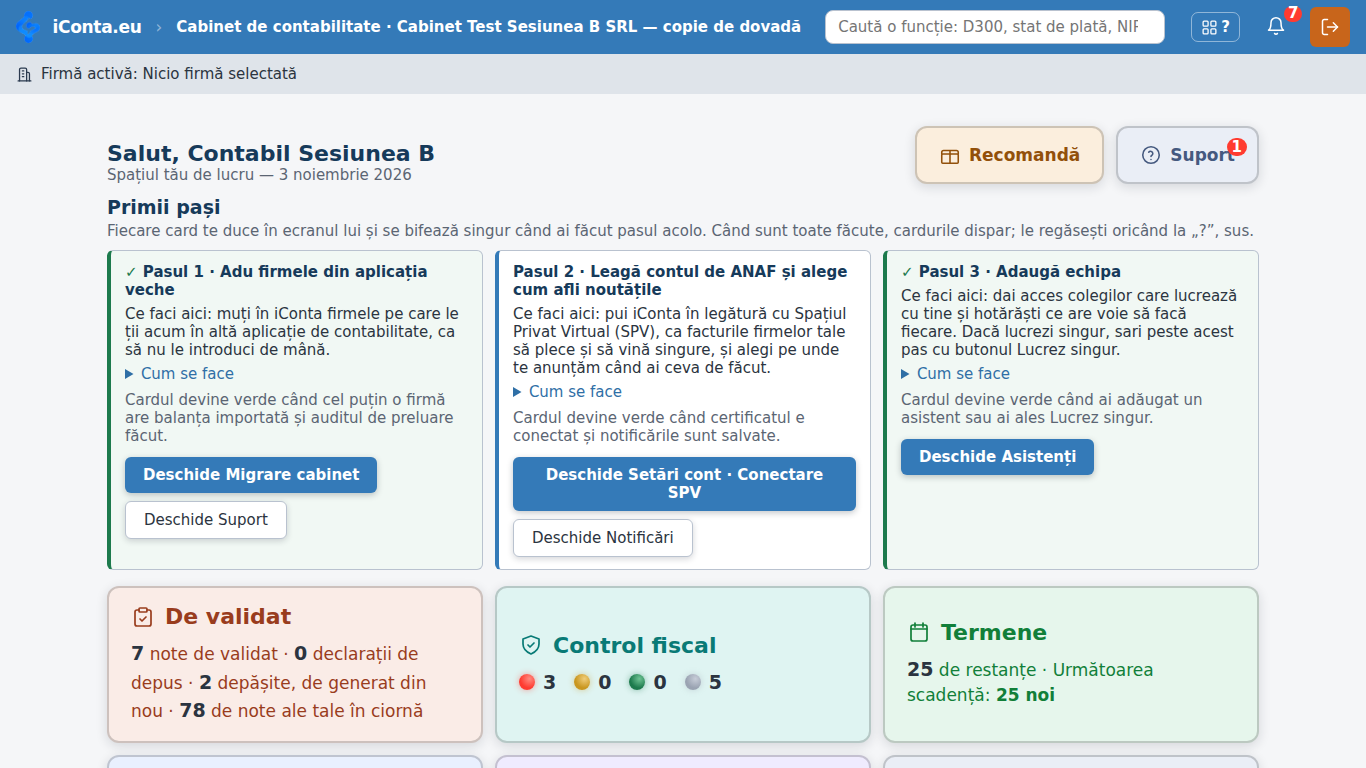 iConta.eu › Cabinet de contabilitate · Cabinet Test Sesiunea B SRL — copie de dovadă
Caută o funcție: D300, stat de plată, NIF
?
7
Firmă activă: Nicio firmă selectată
Salut, Contabil Sesiunea B
Spațiul tău de lucru — 3 noiembrie 2026
Recomandă
Suport
1
Primii pași
Fiecare card te duce în ecranul lui și se bifează singur când ai făcut pasul acolo. Când sunt toate făcute, cardurile dispar; le regăsești oricând la „?”, sus.
✓ Pasul 1 · Adu firmele din aplicația
veche
Ce faci aici: muți în iConta firmele pe care le
ții acum în altă aplicație de contabilitate, ca
să nu le introduci de mână.
Cum se face
Cardul devine verde când cel puțin o firmă
are balanța importată și auditul de preluare
făcut.
Deschide Migrare cabinet
Deschide Suport
Pasul 2 · Leagă contul de ANAF și alege
cum afli noutățile
Ce faci aici: pui iConta în legătură cu Spațiul
Privat Virtual (SPV), ca facturile firmelor tale
să plece și să vină singure, și alegi pe unde
te anunțăm când ai ceva de făcut.
Cum se face
Cardul devine verde când certificatul e
conectat și notificările sunt salvate.
Deschide Setări cont · Conectare
SPV
Deschide Notificări
✓ Pasul 3 · Adaugă echipa
Ce faci aici: dai acces colegilor care lucrează
cu tine și hotărăști ce are voie să facă
fiecare. Dacă lucrezi singur, sari peste acest
pas cu butonul Lucrez singur.
Cum se face
Cardul devine verde când ai adăugat un
asistent sau ai ales Lucrez singur.
Deschide Asistenți
De validat
7 note de validat · 0 declarații de
depus · 2 depășite, de generat din
nou · 78 de note ale tale în ciornă
Control fiscal
3 0 0 5
Termene
25 de restanțe · Următoarea
scadență: 25 noi